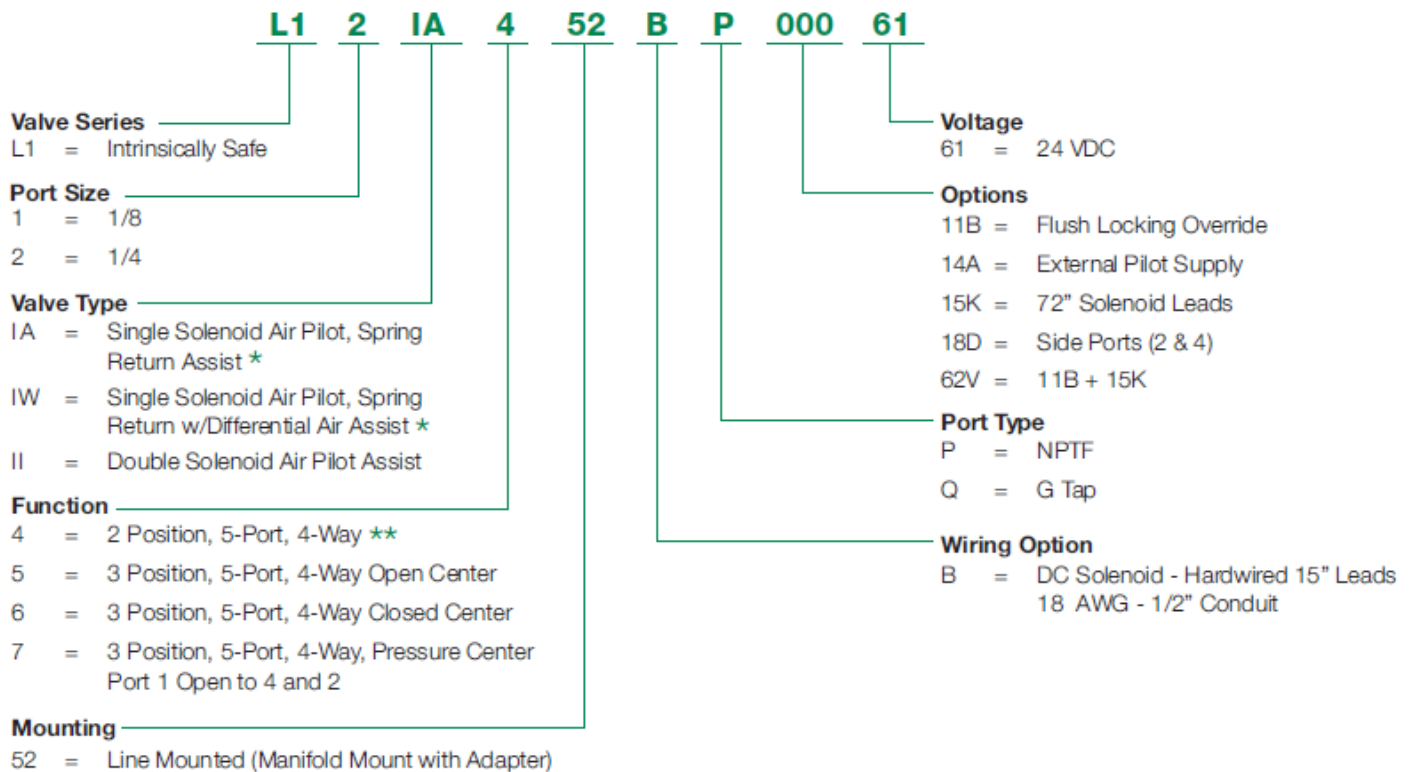 L1 2 IA 4 52 B P 000 61
Valve Series
L1 = Intrinsically Safe
Port Size
1 = 1/8
2 = 1/4
Valve Type
IA = Single Solenoid Air Pilot, Spring
Return Assist *
IW = Single Solenoid Air Pilot, Spring
Return w/Differential Air Assist *
II = Double Solenoid Air Pilot Assist
Function
4 = 2 Position, 5-Port, 4-Way **
5 = 3 Position, 5-Port, 4-Way Open Center
6 = 3 Position, 5-Port, 4-Way Closed Center
7 = 3 Position, 5-Port, 4-Way, Pressure Center
Port 1 Open to 4 and 2
Mounting
52 = Line Mounted (Manifold Mount with Adapter)
Voltage
61 = 24 VDC
Options
11B = Flush Locking Override
14A = External Pilot Supply
15K = 72" Solenoid Leads
18D = Side Ports (2 & 4)
62V = 11B + 15K
Port Type
P = NPTF
Q = G Tap
Wiring Option
B = DC Solenoid - Hardwired 15" Leads
18 AWG - 1/2" Conduit